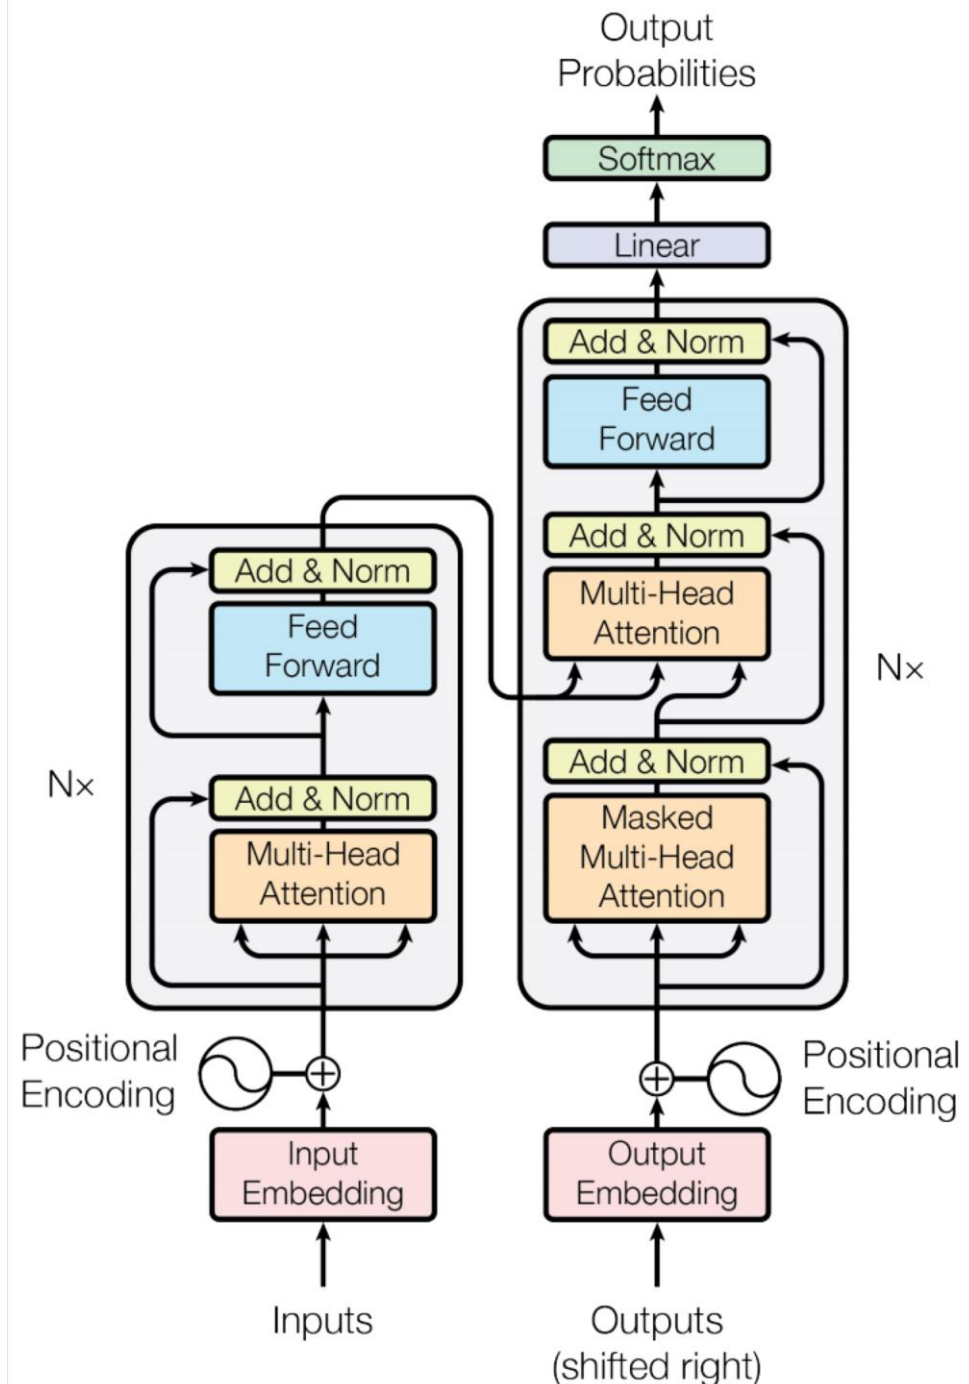 Output
Probabilities
Softmax
Linear
Add & Norm
Feed
Forward
Add & Norm
Multi-Head
Attention
Add & Norm
Masked
Multi-Head
Attention
N×
Add & Norm
Feed
Forward
Add & Norm
Multi-Head
Attention
N×
Positional
Encoding
Positional
Encoding
Input
Embedding
Output
Embedding
Inputs
Outputs
(shifted right)